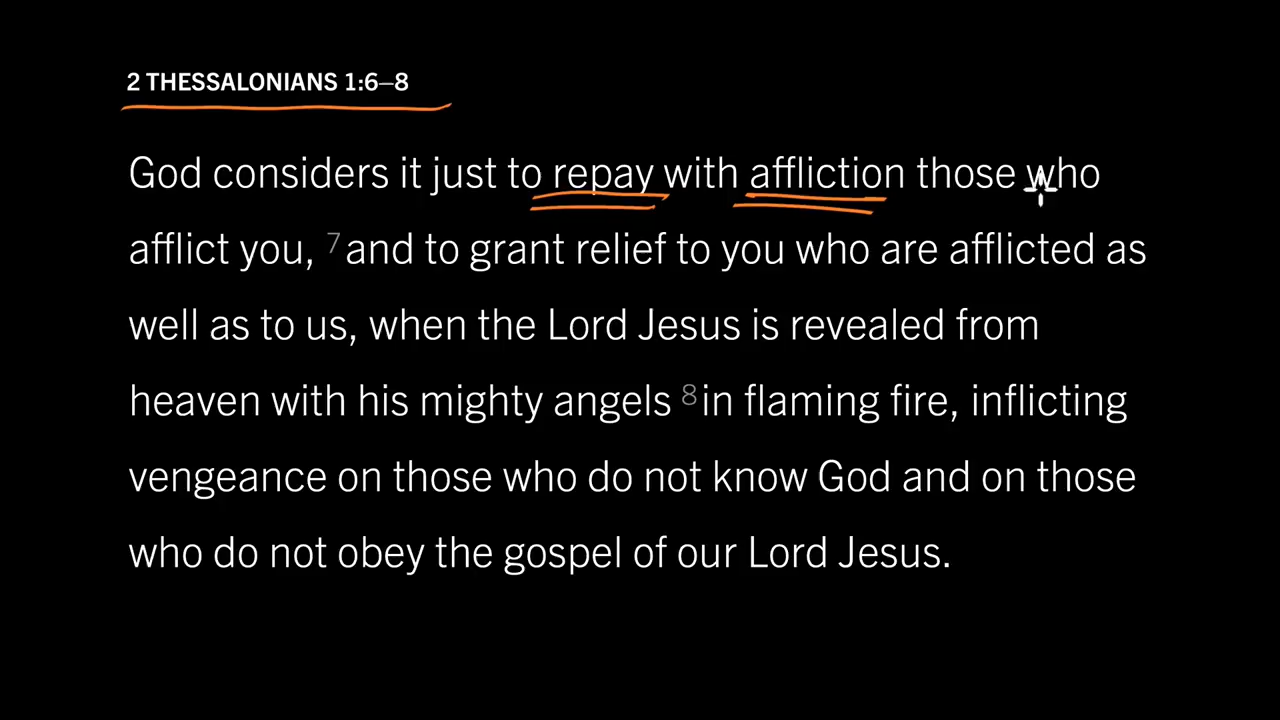 2 THESSALONIANS 1:6–8
God considers it just to repay with affliction those who
afflict you, 7 and to grant relief to you who are afflicted as
well as to us, when the Lord Jesus is revealed from
heaven with his mighty angels 8 in flaming fire, inflicting
vengeance on those who do not know God and on those
who do not obey the gospel of our Lord Jesus.